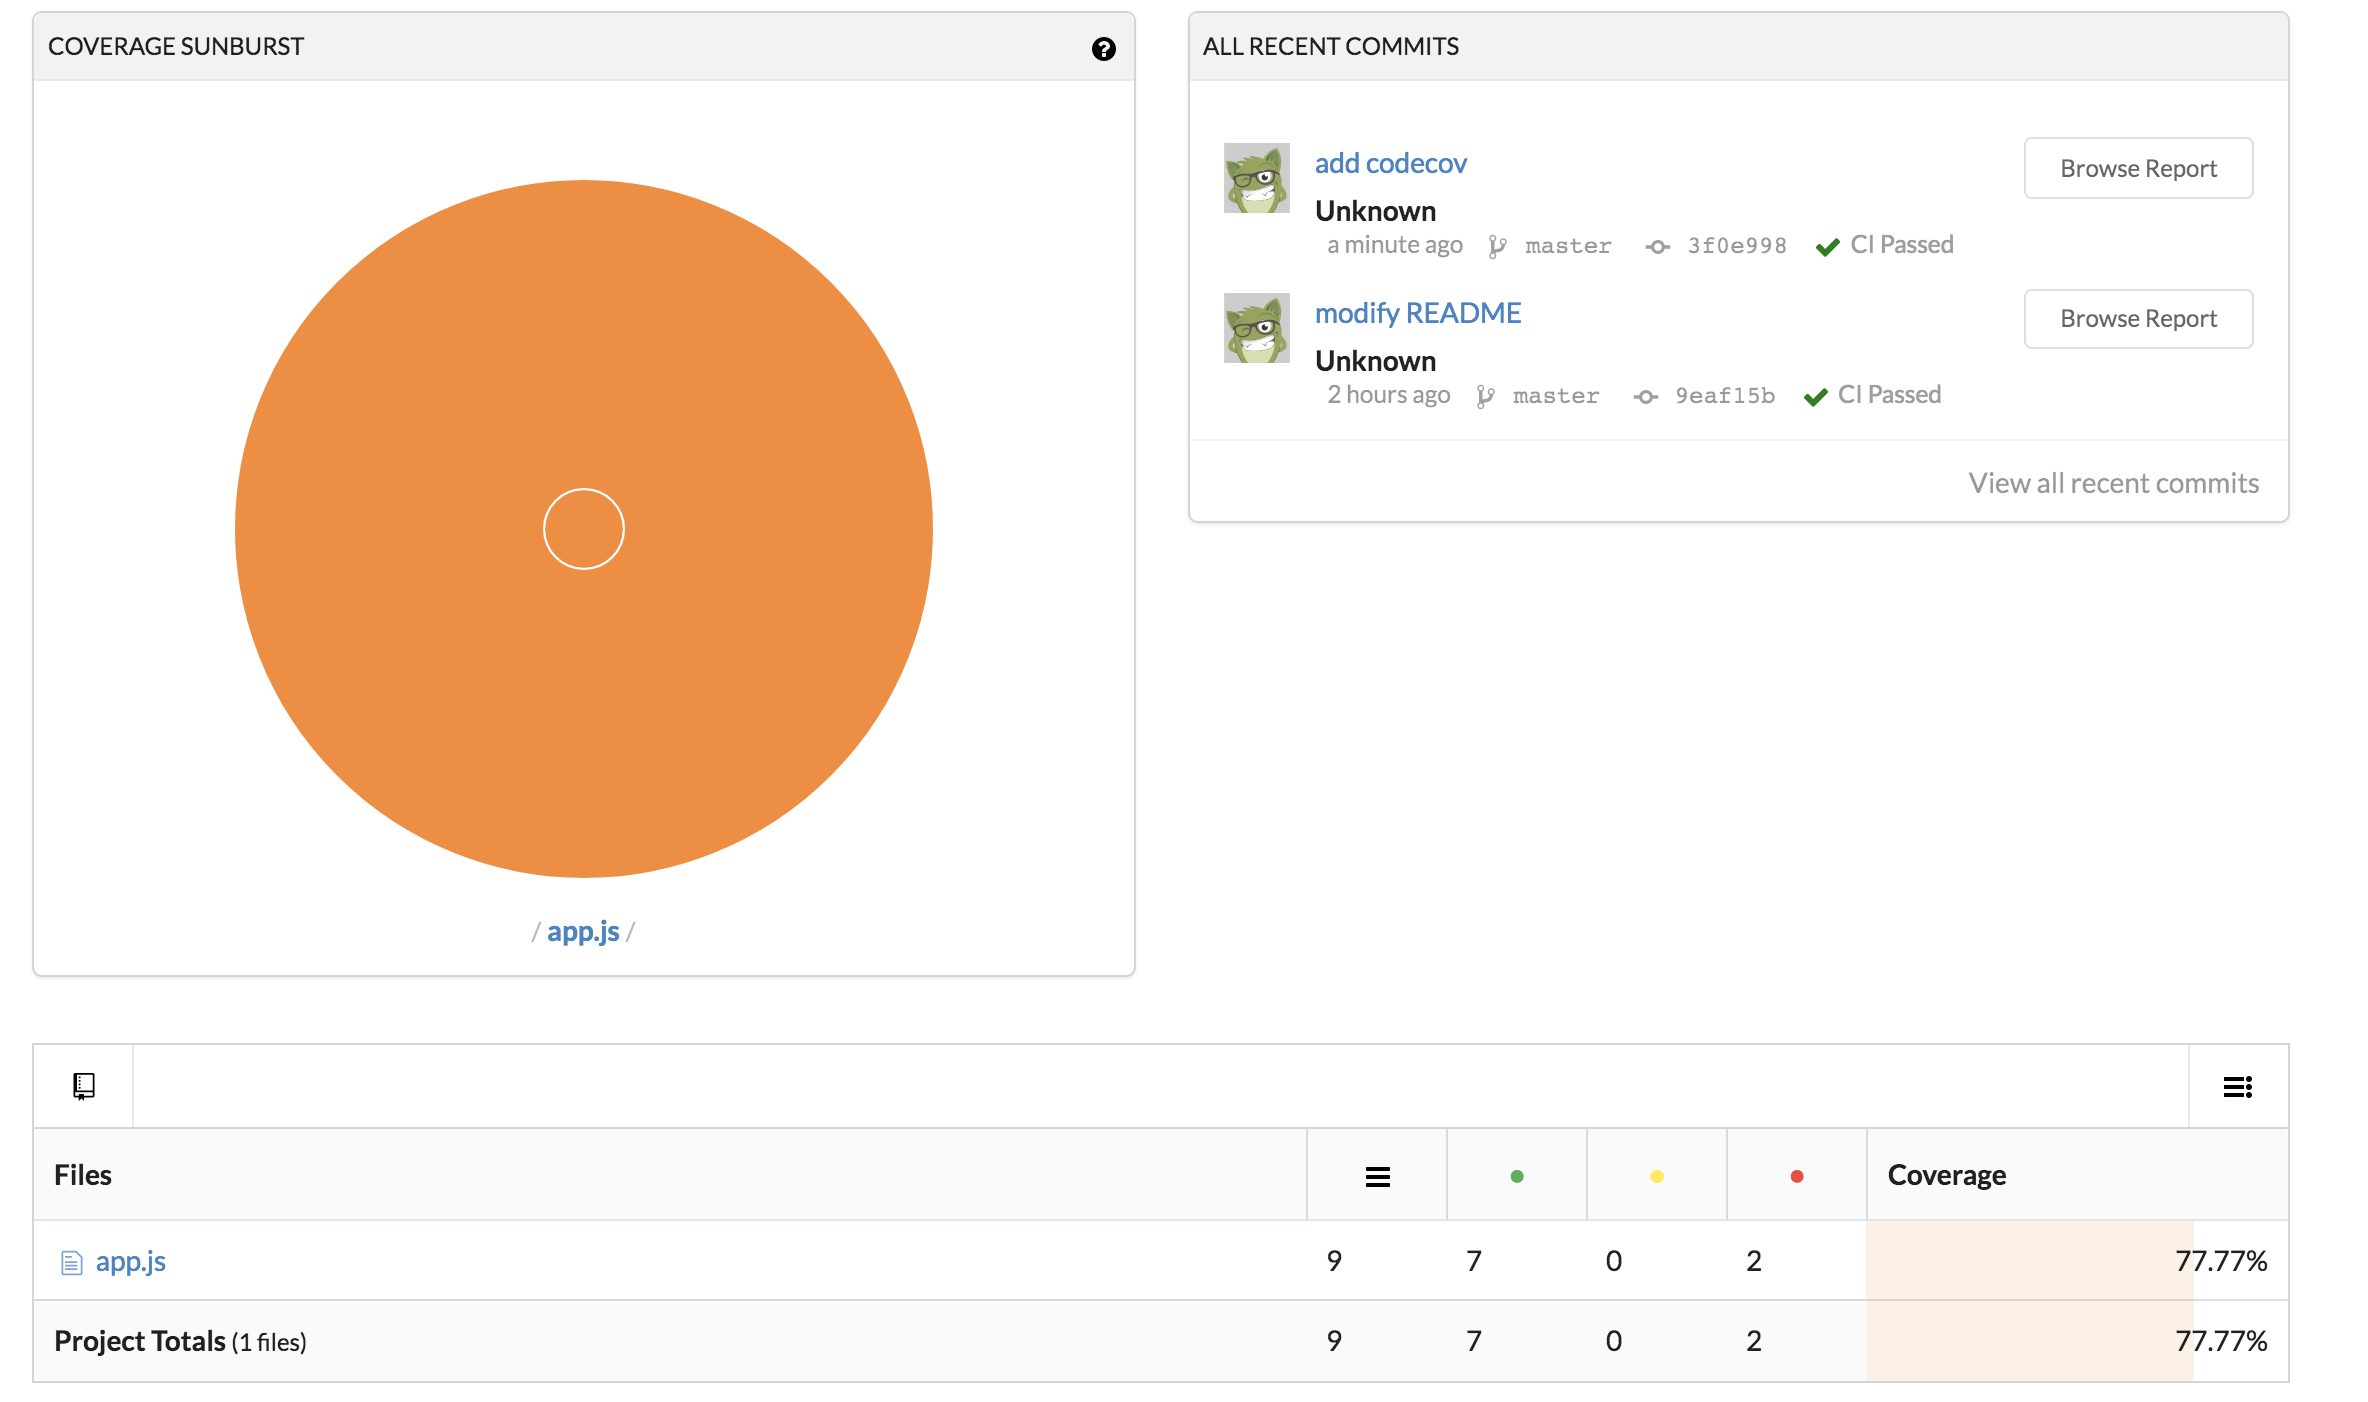 COVERAGE SUNBURST
/ app.js /
ALL RECENT COMMITS
add codecov
Browse Report
Unknown
a minute ago master 3f0e998 CI Passed
modify README
Browse Report
Unknown
2 hours ago master 9eaf15b CI Passed
View all recent commits
Files Coverage
app.js 9 7 0 2 77.77%
Project Totals (1 files) 9 7 0 2 77.77%